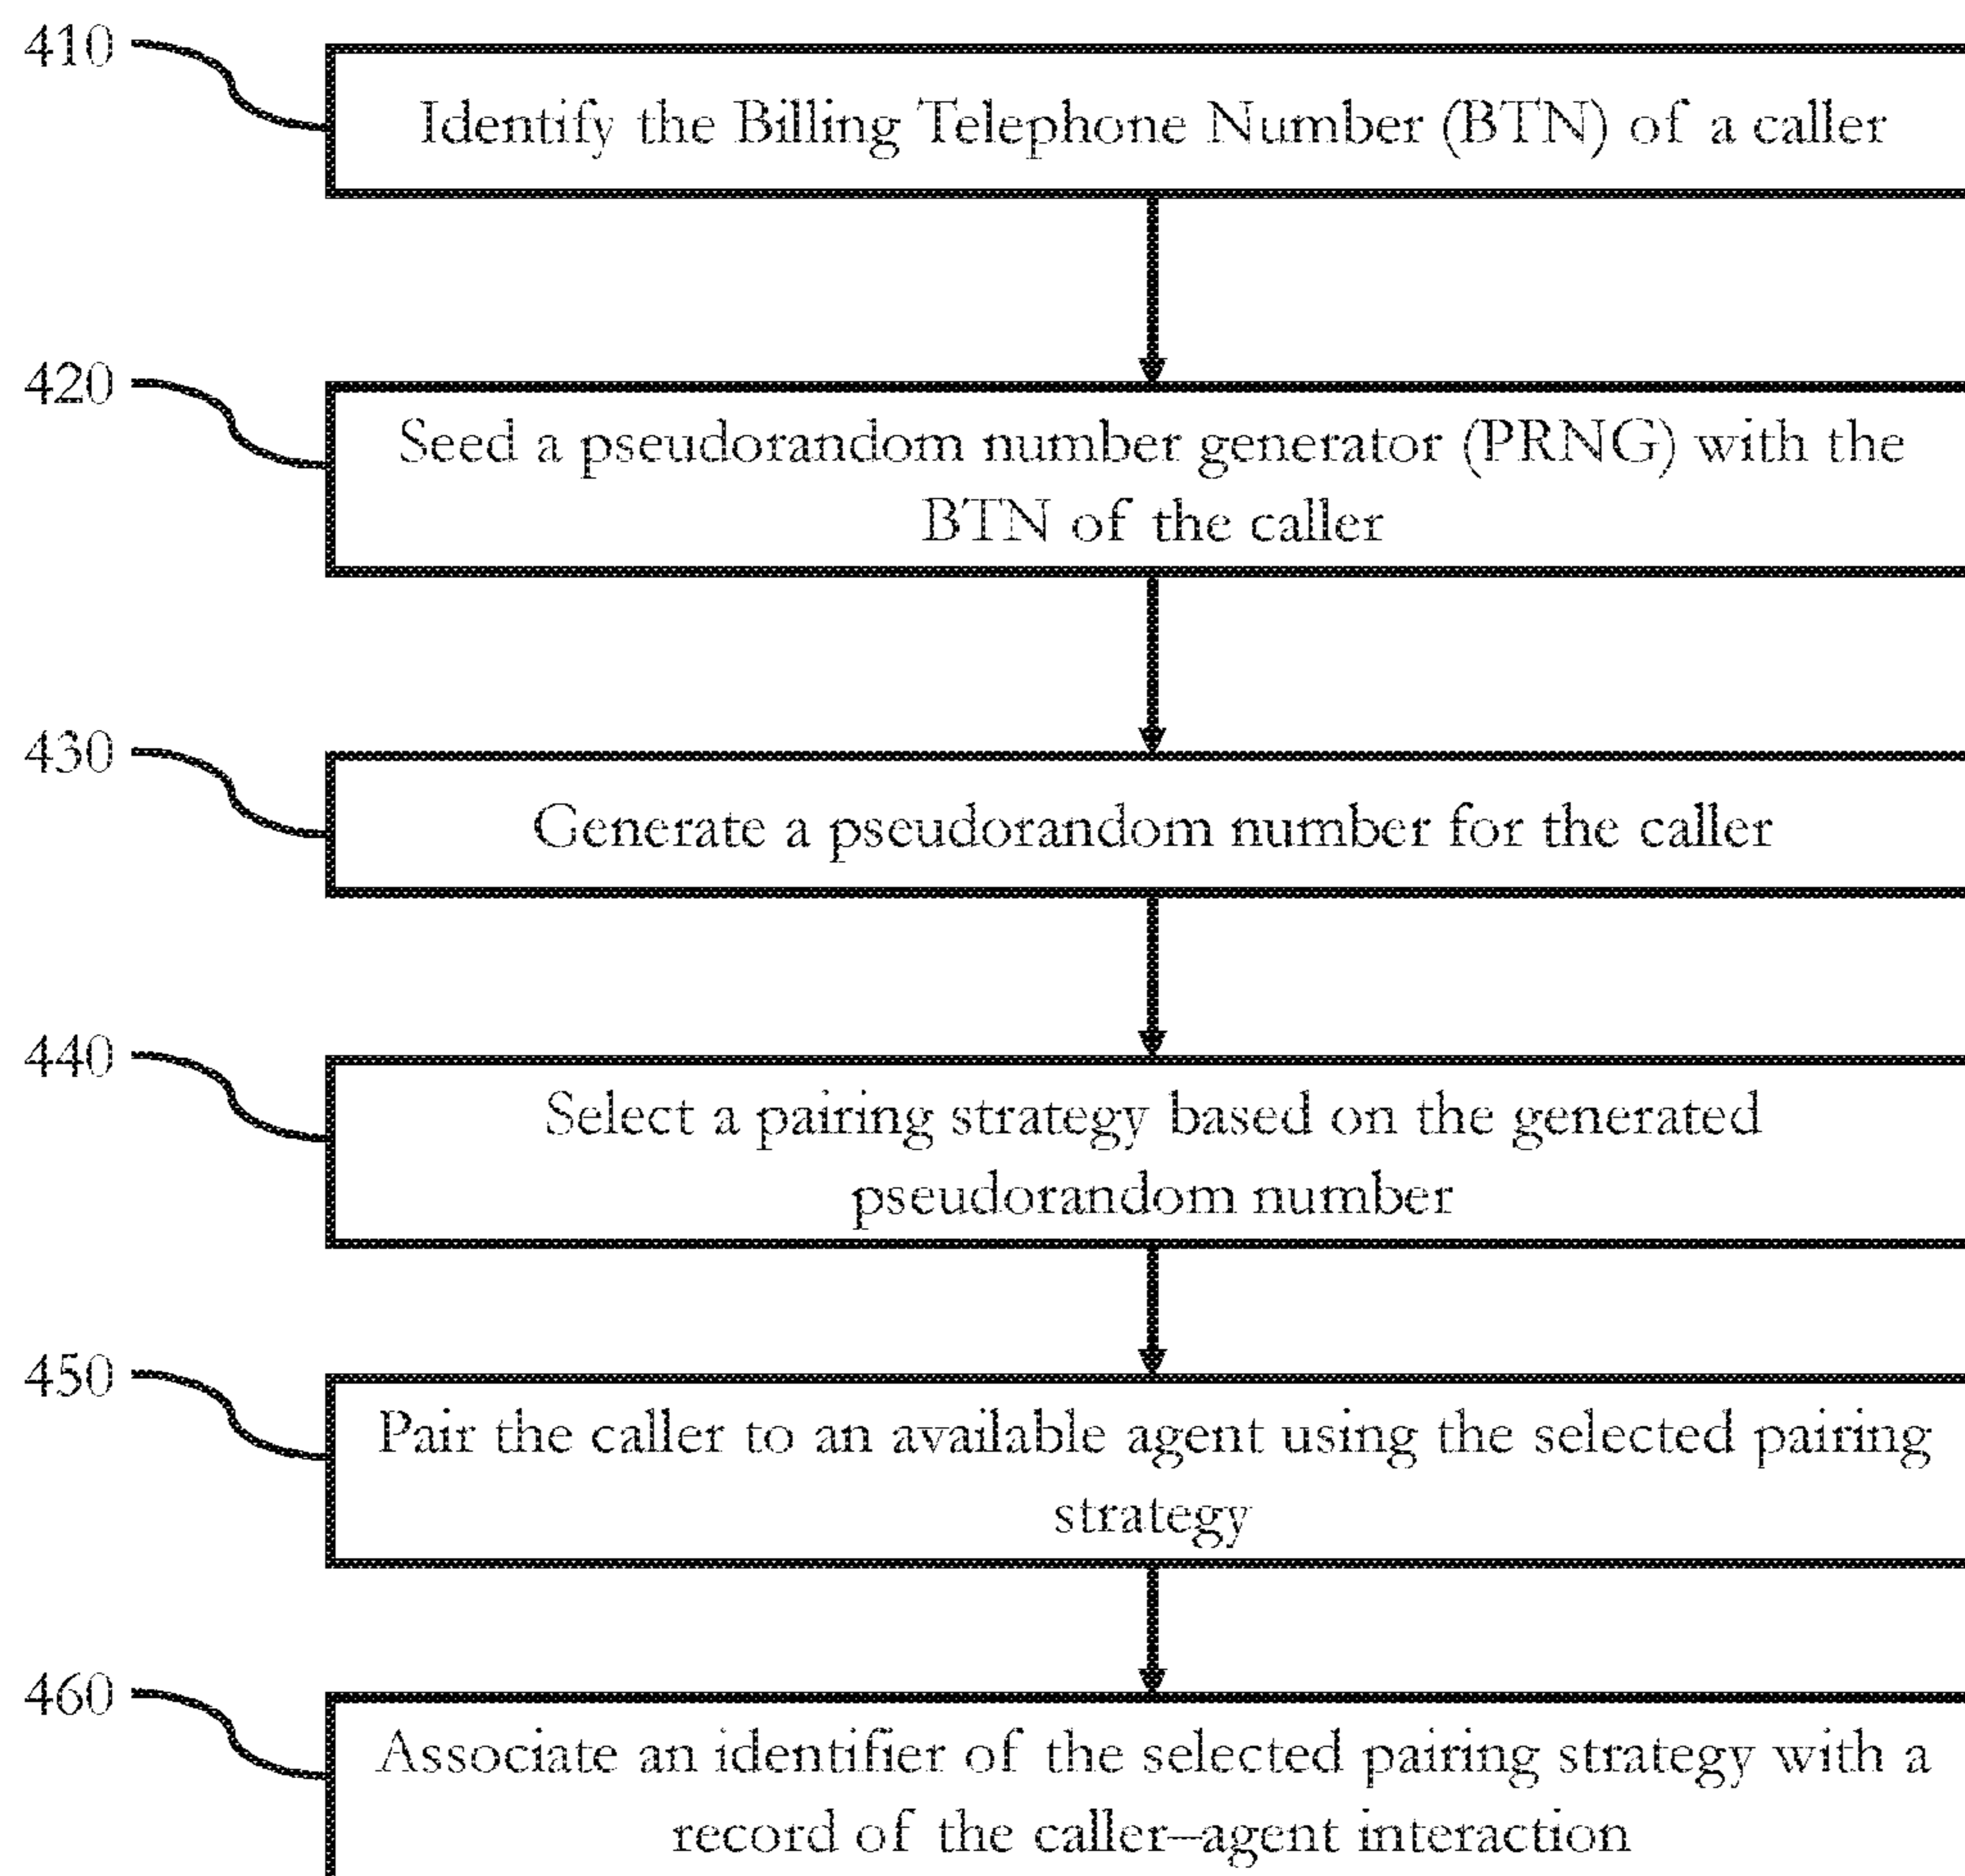 410
Identify the Billing Telephone Number (BTN) of a caller
420
Seed a pseudorandom number generator (PRNG) with the
BTN of the caller
430
Generate a pseudorandom number for the caller
440
Select a pairing strategy based on the generated
pseudorandom number
450
Pair the caller to an available agent using the selected pairing
strategy
460
Associate an identifier of the selected pairing strategy with a
record of the caller–agent interaction